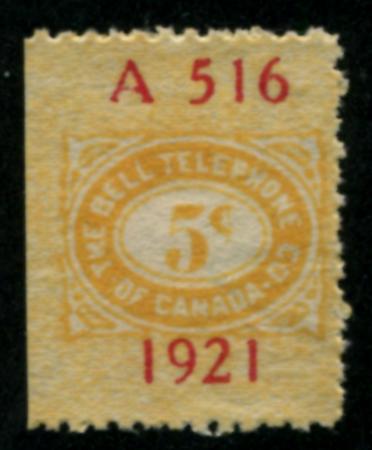 A 516
THE BELL TELEPHONE CO.
OF CANADA.
5¢
1921